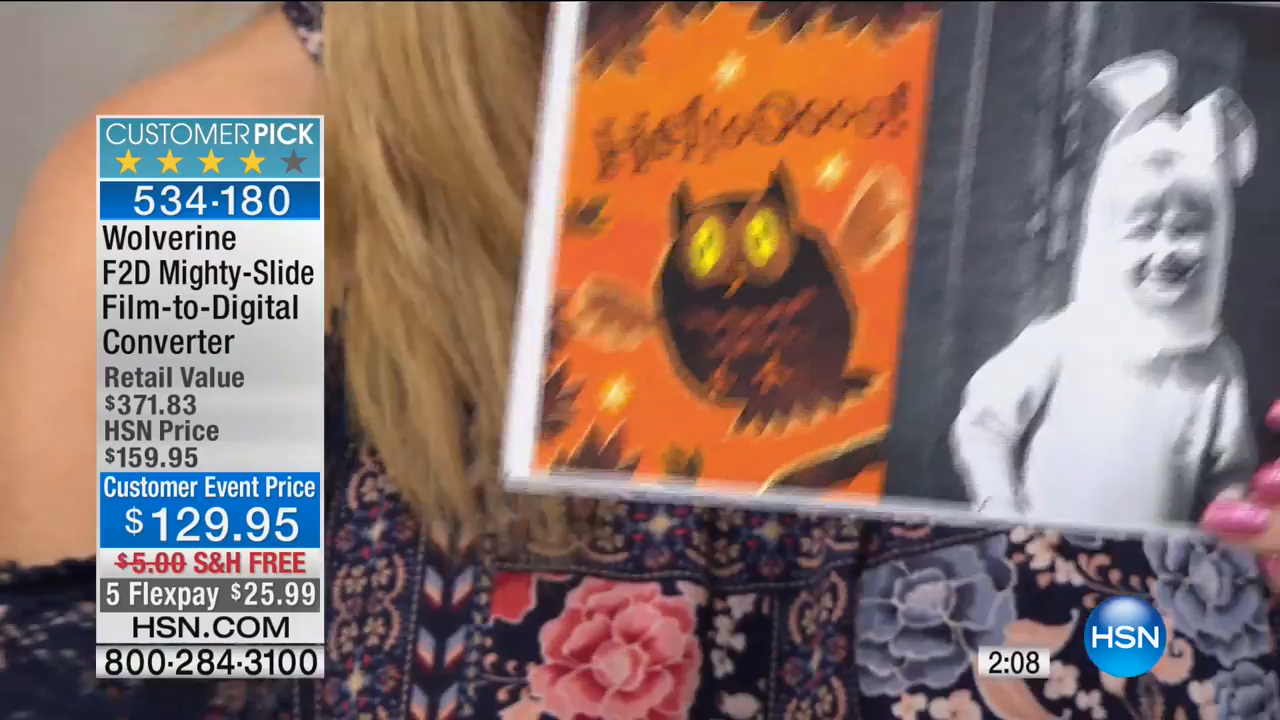 CUSTOMER PICK
534·180
Wolverine
F2D Mighty-Slide
Film-to-Digital
Converter
Retail Value
$371.83
HSN Price
$159.95
Customer Event Price
$129.95
$5.00 S&H FREE
5 Flexpay $25.99
HSN.COM
800·284·3100
2:08
HSN